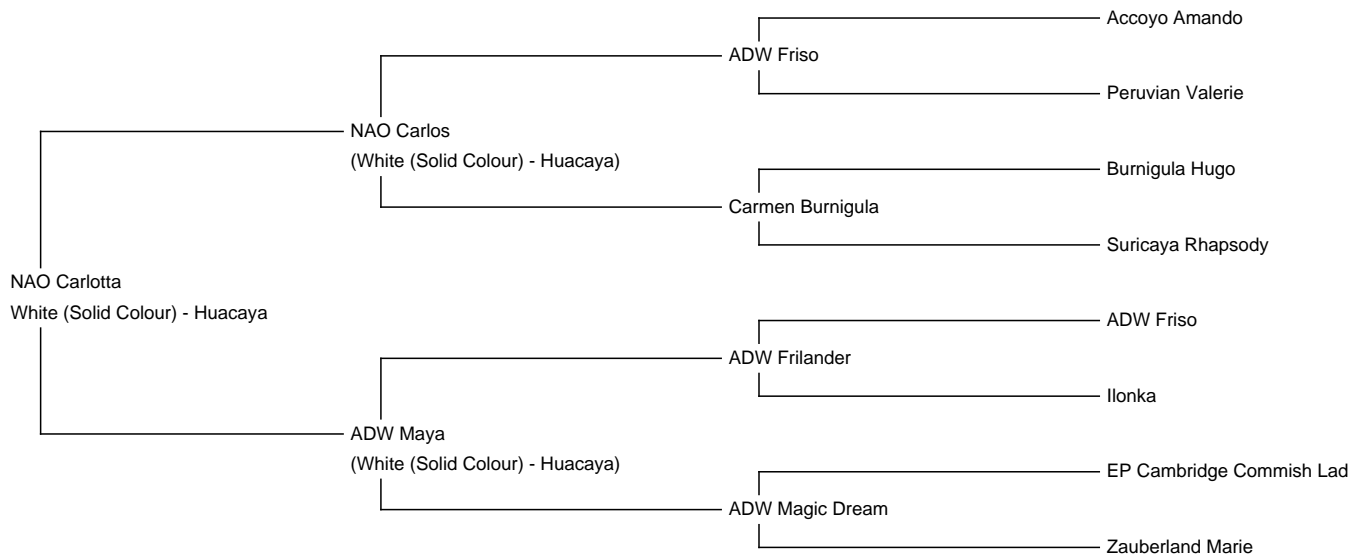 Accoyo Amando
ADW Friso
Peruvian Valerie
NAO Carlos
(White (Solid Colour) - Huacaya)
Burnigula Hugo
Carmen Burnigula
Suricaya Rhapsody
NAO Carlotta
White (Solid Colour) - Huacaya
ADW Friso
ADW Frilander
Ilonka
ADW Maya
(White (Solid Colour) - Huacaya)
EP Cambridge Commish Lad
ADW Magic Dream
Zauberland Marie